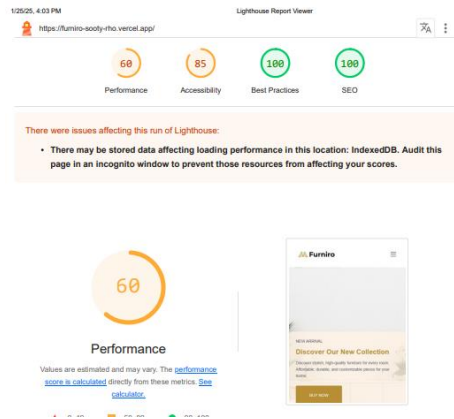 1/25/25, 4:03 PM Lighthouse Report Viewer
https://furniro-sooty-rho.vercel.app/
60 85 100 100
Performance Accessibility Best Practices SEO
There were issues affecting this run of Lighthouse:
• There may be stored data affecting loading performance in this location: IndexedDB. Audit this
page in an incognito window to prevent those resources from affecting your scores.
60
Performance
Values are estimated and may vary. The performance
score is calculated directly from these metrics. See
calculator.
Furniro
NEW ARRIVAL
Discover Our New Collection
BUY NOW